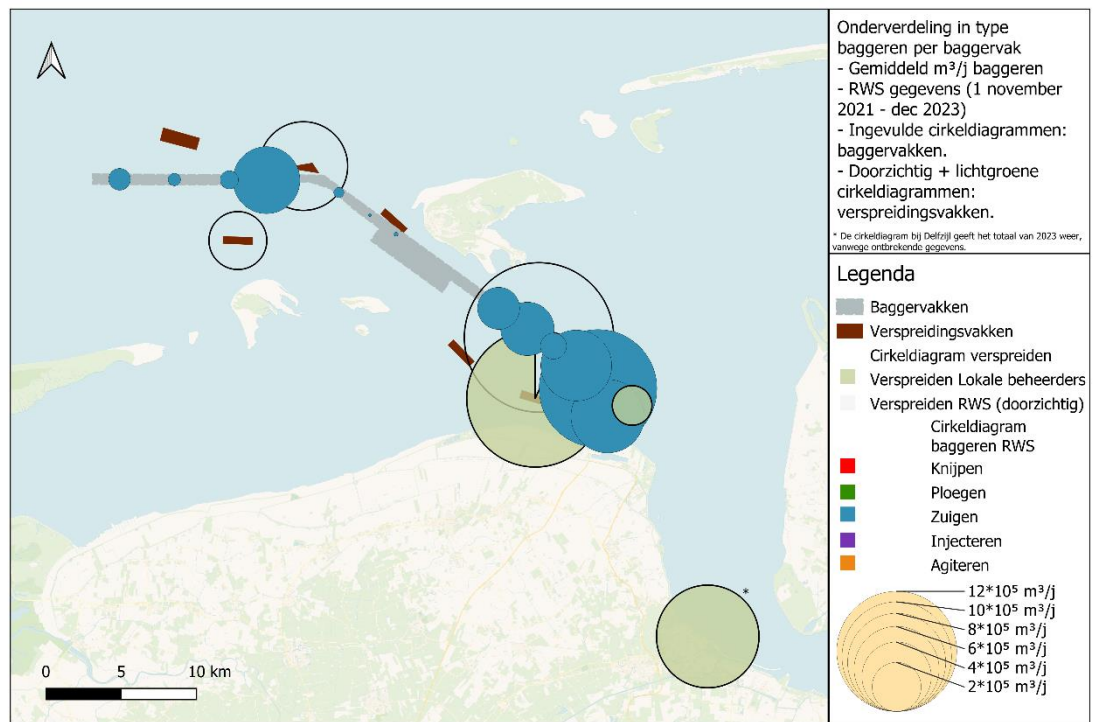 Onderverdeling in type
baggeren per baggervak
- Gemiddeld m³/j baggeren
- RWS gegevens (1 november
2021 - dec 2023)
- Ingevulde cirkeldiagrammen:
baggervakken.
- Doorzichtig + lichtgroene
cirkeldiagrammen:
verspreidingsvakken.
* De cirkeldiagram bij Delfzijl geeft het totaal van 2023 weer,
vanwege ontbrekende gegevens.
Legenda
Baggervakken
Verspreidingsvakken
Cirkeldiagram verspreiden
Verspreiden Lokale beheerders
Verspreiden RWS (doorzichtig)
Cirkeldiagram
baggeren RWS
Knijpen
Ploegen
Zuigen
Injecteren
Agiteren
12*10⁵ m³/j
10*10⁵ m³/j
8*10⁵ m³/j
6*10⁵ m³/j
4*10⁵ m³/j
2*10⁵ m³/j
*
0 5 10 km